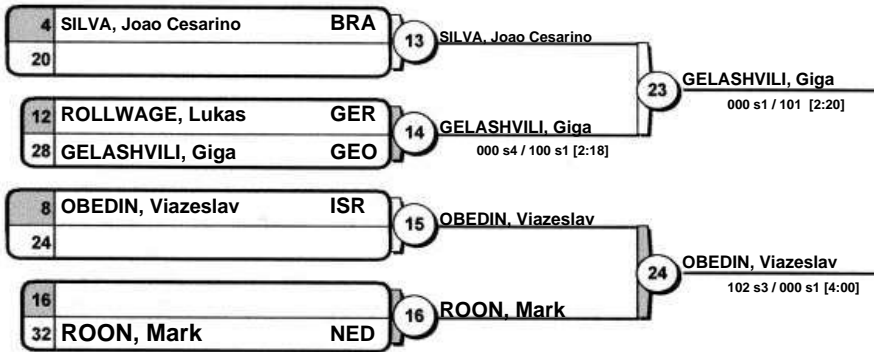 4 SILVA, Joao Cesarino BRA
20
13
SILVA, Joao Cesarino
12 ROLLWAGE, Lukas GER
28 GELASHVILI, Giga GEO
14
GELASHVILI, Giga
000 s4 / 100 s1 [2:18]
23
GELASHVILI, Giga
000 s1 / 101 [2:20]
8 OBEDIN, Viazeslav ISR
24
15
OBEDIN, Viazeslav
16
32 ROON, Mark NED
16
ROON, Mark
24
OBEDIN, Viazeslav
102 s3 / 000 s1 [4:00]